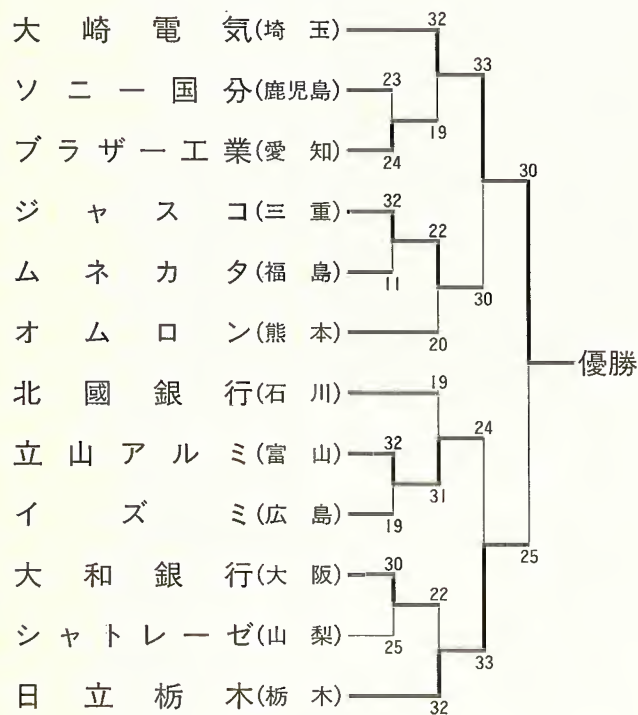 大崎電気(埼玉) 32
33
ソニー国分(鹿児島) 23
19
ブラザー工業(愛知) 24
30
ジャスコ(三重) 32
22
ムネカタ(福島) 11
30
オムロン(熊本) 20
優勝
北國銀行(石川) 19
24
立山アルミ(富山) 32
31
イズミ(広島) 19
25
大和銀行(大阪) 30
22
シャトレーゼ(山梨) 25
33
日立栃木(栃木) 32